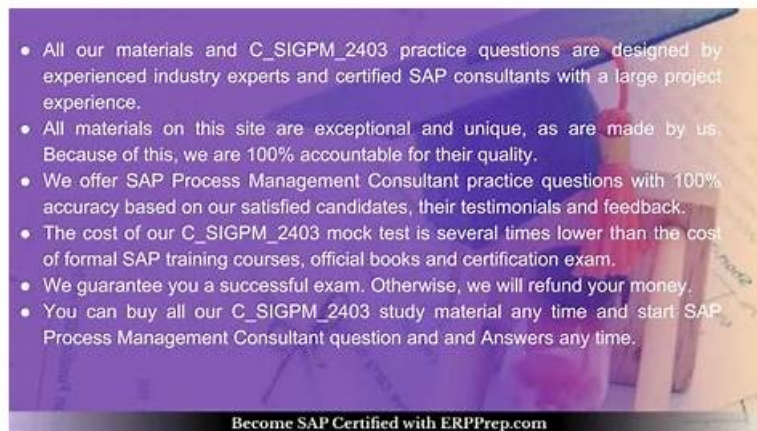 ● All our materials and C_SIGPM_2403 practice questions are designed by
experienced industry experts and certified SAP consultants with a large project
experience.
● All materials on this site are exceptional and unique, as are made by us.
Because of this, we are 100% accountable for their quality.
● We offer SAP Process Management Consultant practice questions with 100%
accuracy based on our satisfied candidates, their testimonials and feedback.
● The cost of our C_SIGPM_2403 mock test is several times lower than the cost
of formal SAP training courses, official books and certification exam.
● We guarantee you a successful exam. Otherwise, we will refund your money.
● You can buy all our C_SIGPM_2403 study material any time and start SAP
Process Management Consultant question and and Answers any time.
Become SAP Certified with ERPPrep.com